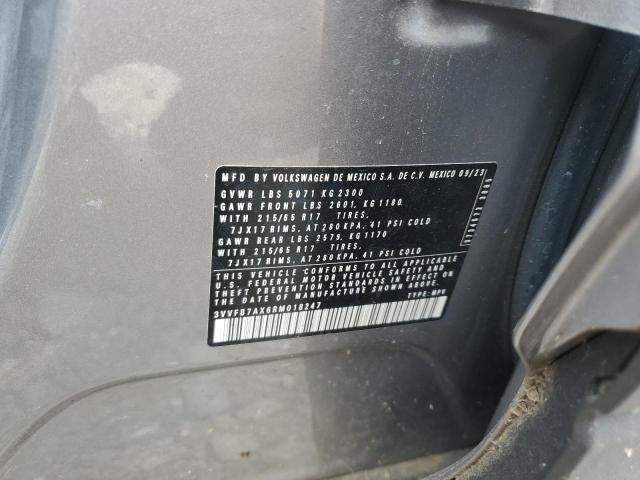 MFD BY VOLKSWAGEN DE MEXICO S.A. DE C.V. MEXICO 09/23
GVWR LBS 5071 KG 2300
GAWR FRONT LBS 2601, KG 1180
WITH 215/65 R17 TIRES.
7JX17 RIMS, AT 280 KPA, 41 PSI COLD
GAWR REAR LBS 2579, KG 1170
WITH 215/65 R17 TIRES.
7JX17 RIMS, AT 280 KPA, 41 PSI COLD
THIS VEHICLE CONFORMS TO ALL APPLICABLE
U.S. FEDERAL MOTOR VEHICLE SAFETY AND
THEFT PREVENTION STANDARDS IN EFFECT
ON THE DATE OF MANUFACTURE SHOWN ABOVE.
3VVFB7AX6RM018247 TYPE: MPV